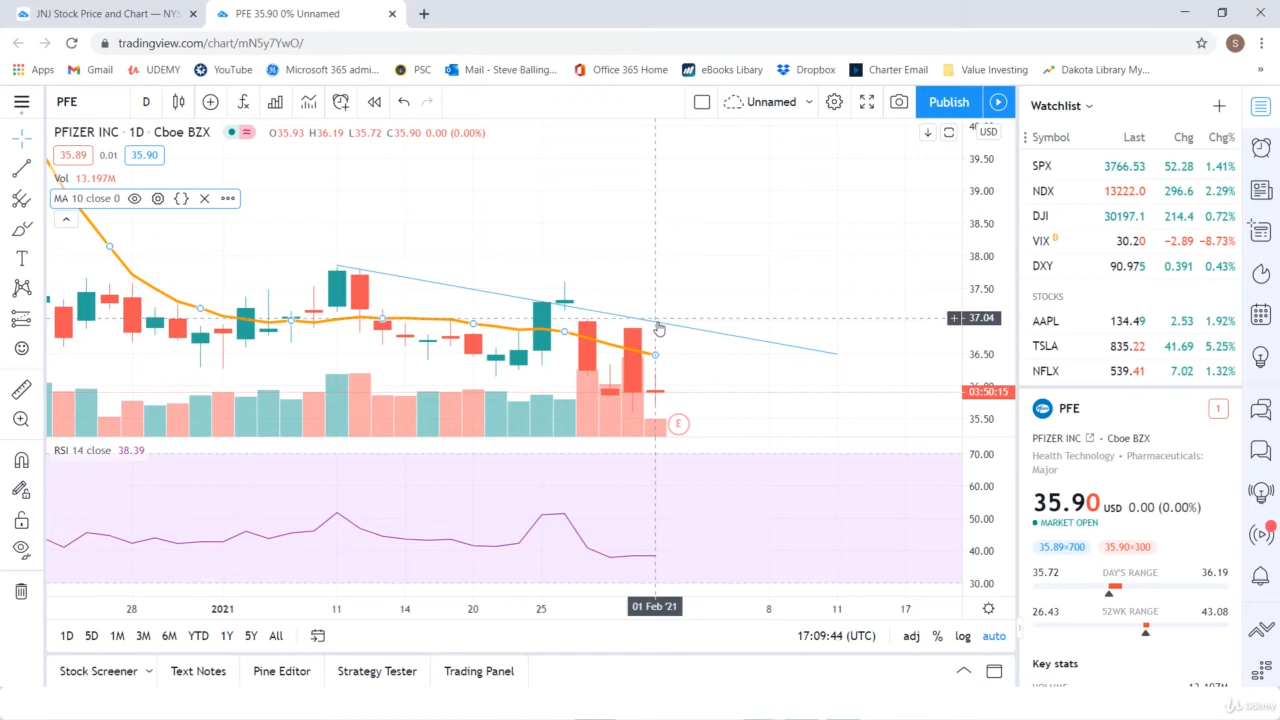 JNJ Stock Price and Chart — NYS
PFE 35.90 0% Unnamed
tradingview.com/chart/mN5y7YwO/
S
Apps Gmail UDEMY YouTube Microsoft 365 admi... PSC Mail - Steve Balling... Office 365 Home eBooks Libary Dropbox Charter Email Value Investing Dakota Library My... »
PFE D Unnamed Publish
PFIZER INC · 1D · Cboe BZX O35.93 H36.19 L35.72 C35.90 0.00 (0.00%)
35.89 0.01 35.90
Vol 13.197M
MA 10 close 0
USD
39.50
39.00
38.50
38.00
37.50
37.04
36.50
03:50:15
35.50
E
RSI 14 close 38.39
70.00
60.00
50.00
40.00
30.00
28 2021 11 14 20 25 01 Feb '21 8 11 17
1D 5D 1M 3M 6M YTD 1Y 5Y All 17:09:44 (UTC) adj % log auto
Stock Screener Text Notes Pine Editor Strategy Tester Trading Panel
Watchlist
Symbol Last Chg Chg%
SPX 3766.53 52.28 1.41%
NDX 13222.0 296.6 2.29%
DJI 30197.1 214.4 0.72%
VIX D 30.20 −2.89 −8.73%
DXY 90.975 0.391 0.43%
STOCKS
AAPL 134.49 2.53 1.92%
TSLA 835.22 41.69 5.25%
NFLX 539.41 7.02 1.32%
PFE 1
PFIZER INC · Cboe BZX
Health Technology · Pharmaceuticals:
Major
35.90 USD 0.00 (0.00%)
MARKET OPEN
35.89×700 35.90×300
35.72 DAY'S RANGE 36.19
26.43 52WK RANGE 43.08
Key stats
Udemy